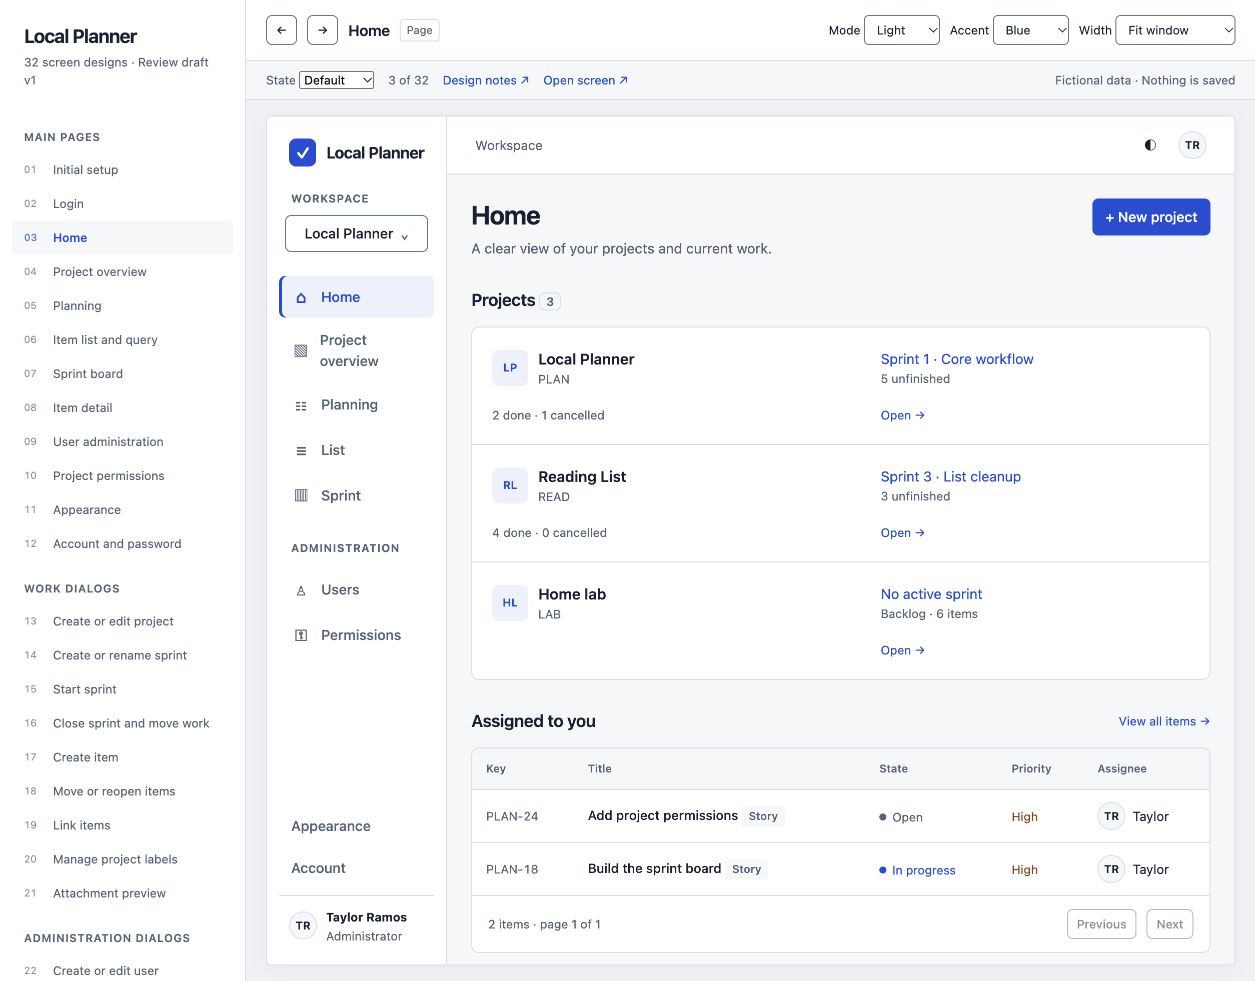 Local Planner
32 screen designs · Review draft
v1
MAIN PAGES
01 Initial setup
02 Login
03 Home
04 Project overview
05 Planning
06 Item list and query
07 Sprint board
08 Item detail
09 User administration
10 Project permissions
11 Appearance
12 Account and password
WORK DIALOGS
13 Create or edit project
14 Create or rename sprint
15 Start sprint
16 Close sprint and move work
17 Create item
18 Move or reopen items
19 Link items
20 Manage project labels
21 Attachment preview
ADMINISTRATION DIALOGS
22 Create or edit user
← → Home Page
Mode Light Accent Blue Width Fit window
State Default 3 of 32 Design notes ↗ Open screen ↗
Fictional data · Nothing is saved
Local Planner
WORKSPACE
Local Planner
Home
Project
overview
Planning
List
Sprint
ADMINISTRATION
Users
Permissions
Appearance
Account
TR Taylor Ramos
Administrator
Workspace
TR
Home
+ New project
A clear view of your projects and current work.
Projects 3
LP Local Planner
PLAN
Sprint 1 · Core workflow
5 unfinished
2 done · 1 cancelled
Open →
RL Reading List
READ
Sprint 3 · List cleanup
3 unfinished
4 done · 0 cancelled
Open →
HL Home lab
LAB
No active sprint
Backlog · 6 items
Open →
Assigned to you
View all items →
Key Title State Priority Assignee
PLAN-24 Add project permissions Story Open High TR Taylor
PLAN-18 Build the sprint board Story In progress High TR Taylor
2 items · page 1 of 1
Previous Next